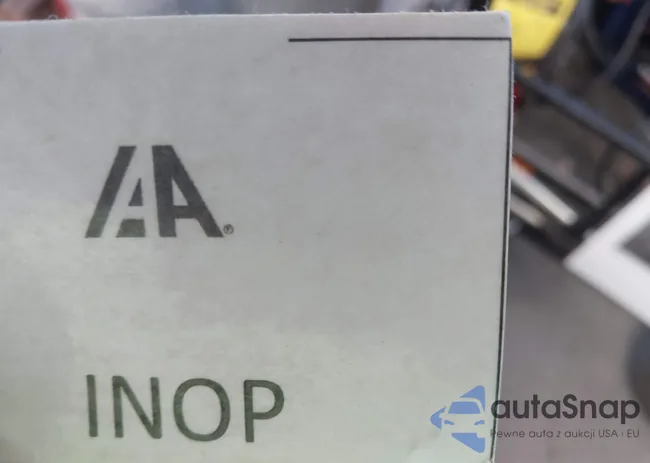 IAA®
INOP
autaSnap
Pewne auta z aukcji USA i EU